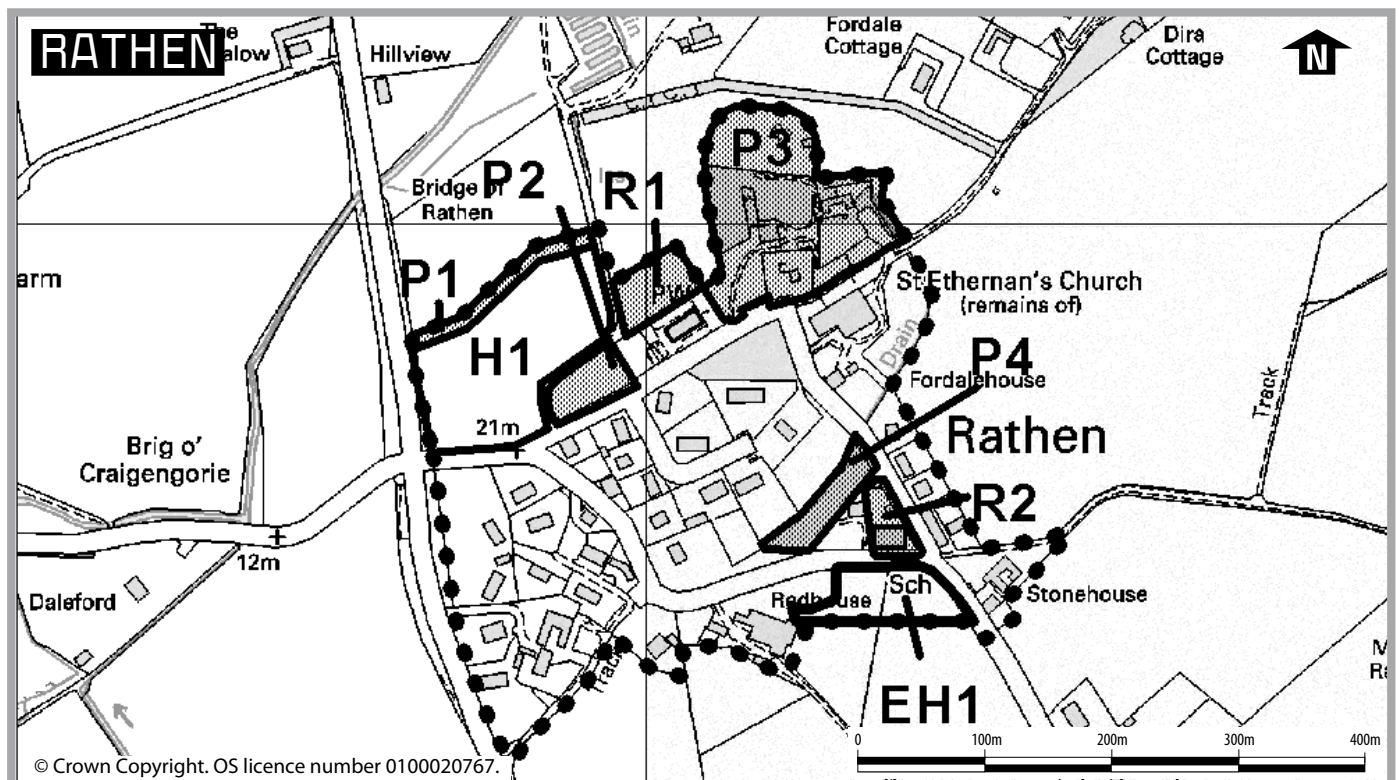 RATHEN
Hillview
Fordale
Cottage
Dira
Cottage
N
P3
P2
R1
Bridge of
Rathen
arm
P1
St Ethernan's Church
(remains of)
H1
Drain
P4
Fordalehouse
Track
21m
Rathen
Brig o'
Craigengorie
R2
12m
Sch
Redhouse
Stonehouse
Daleford
Track
EH1
0 100m 200m 300m 400m
© Crown Copyright. OS licence number 0100020767.